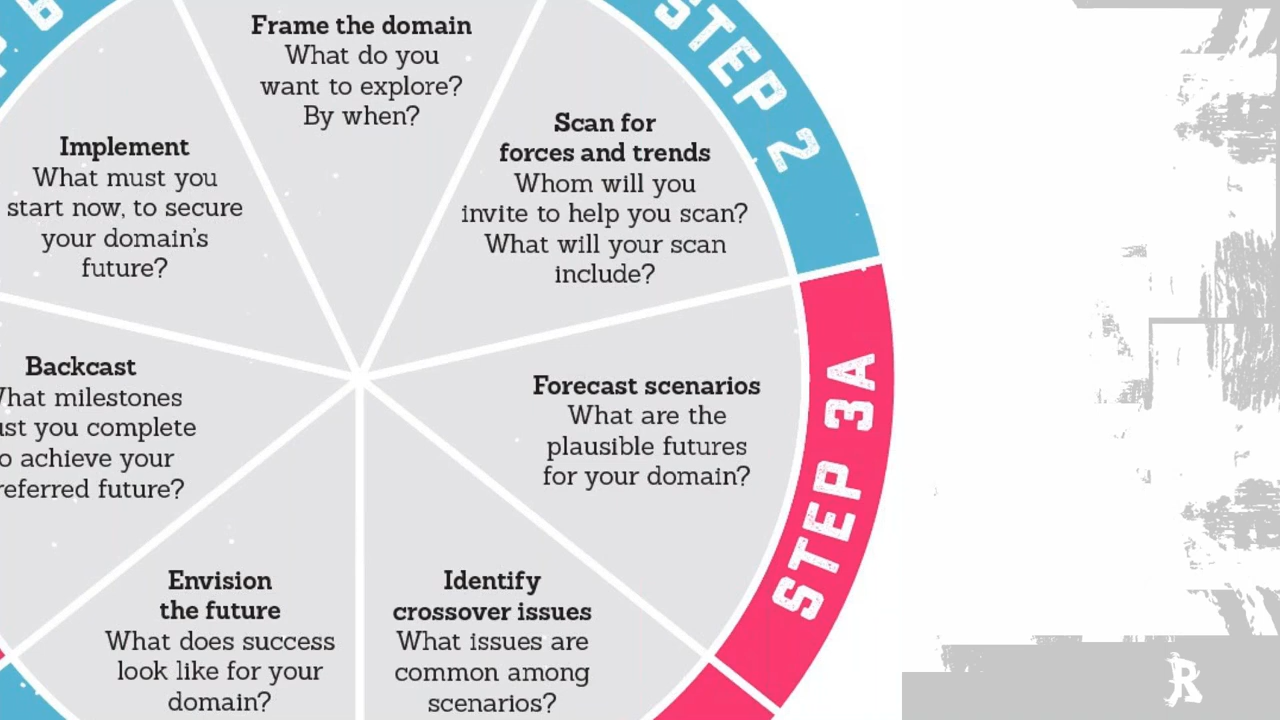 Frame the domain
What do you
want to explore?
By when?
STEP 2
Scan for
forces and trends
Whom will you
invite to help you scan?
What will your scan
include?
STEP 3A
Forecast scenarios
What are the
plausible futures
for your domain?
Identify
crossover issues
What issues are
common among
scenarios?
Envision
the future
What does success
look like for your
domain?
Backcast
milestones
you complete
achieve your
future?
Implement
What must you
start now, to secure
your domain's
future?
6
R